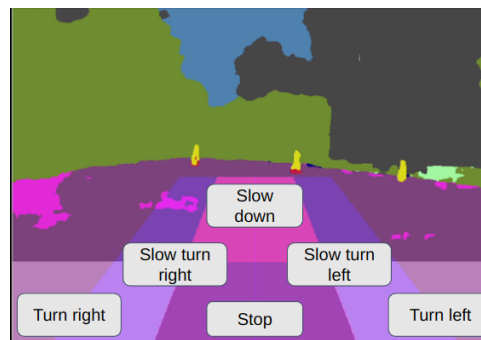 Slow
down
Slow turn
right
Slow turn
left
Turn right
Stop
Turn left